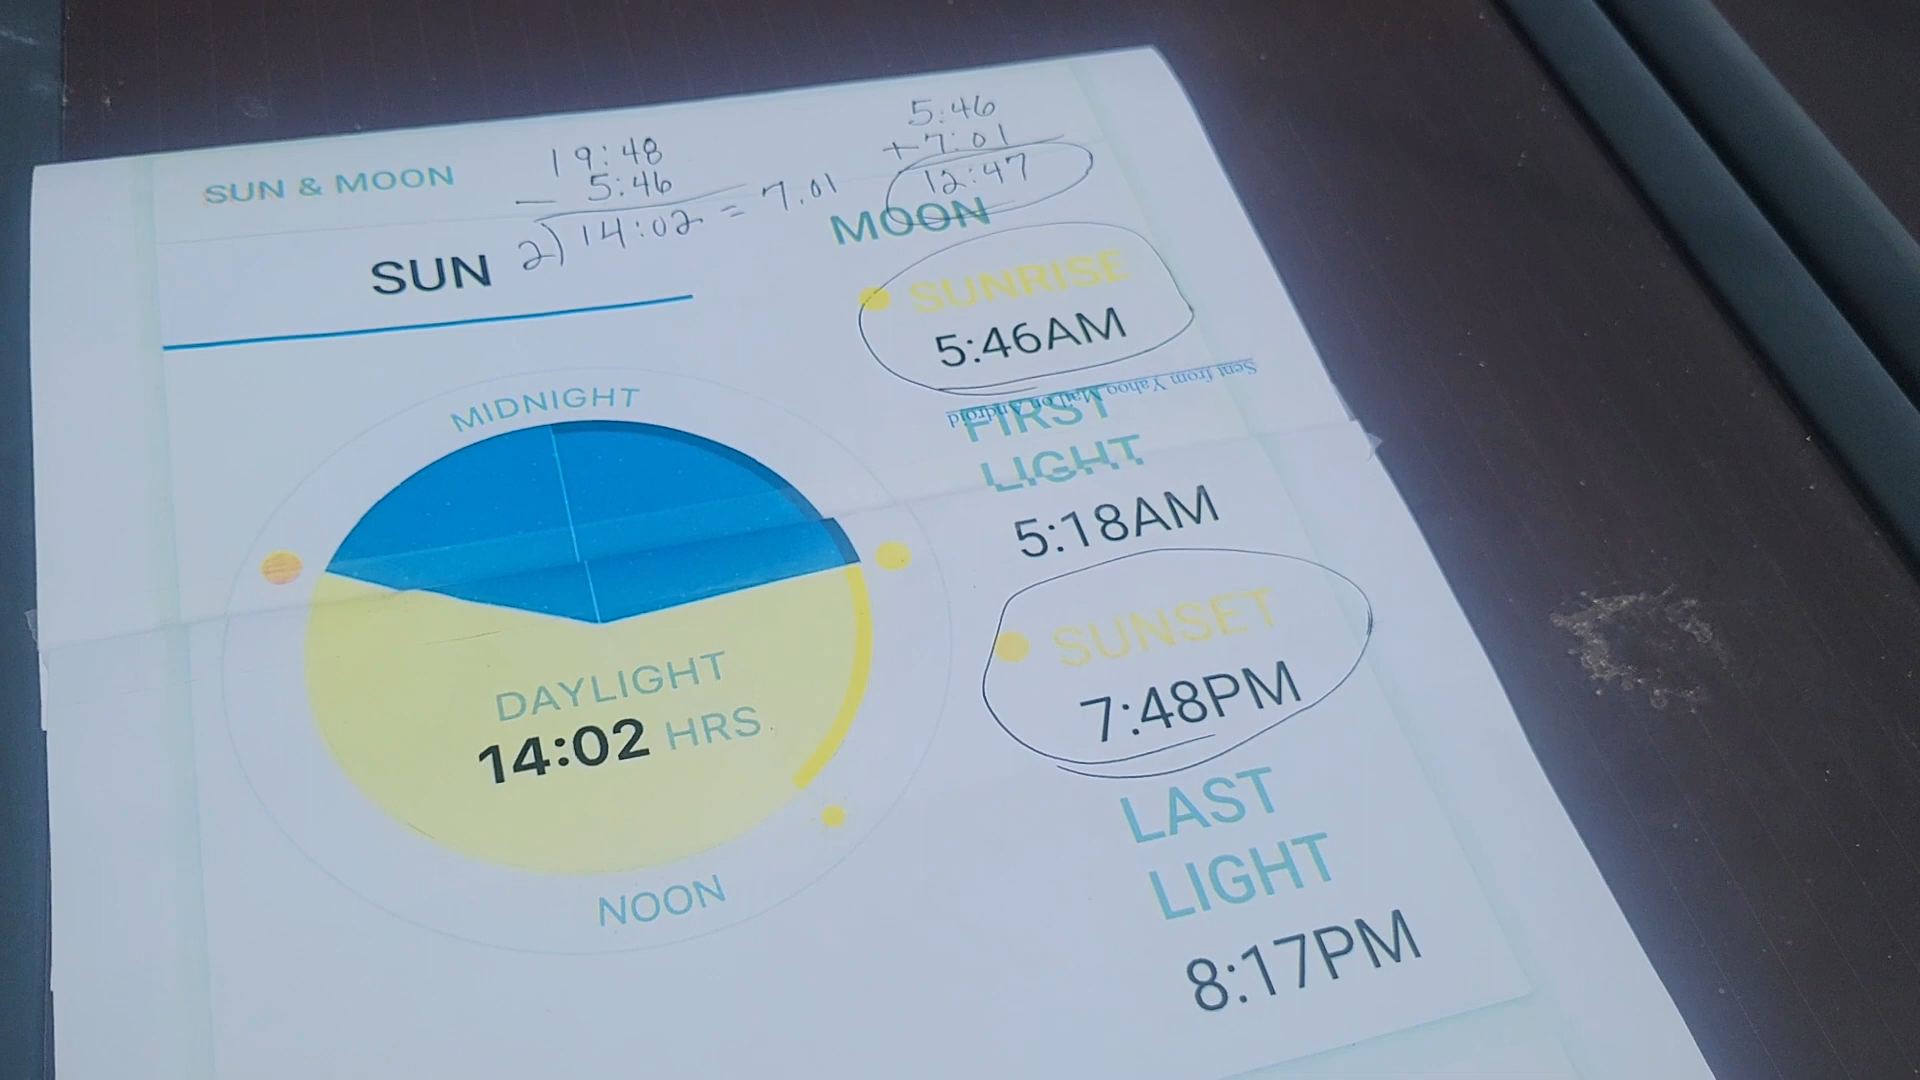 SUN & MOON
19:48
- 5:46
2) 14:02 = 7.01
5:46
+7:01
12:47
SUN
MOON
SUNRISE
5:46AM
Sent from Yahoo Mail on Android
FIRST
LIGHT
5:18AM
SUNSET
7:48PM
LAST
LIGHT
8:17PM
MIDNIGHT
DAYLIGHT
14:02 HRS
NOON